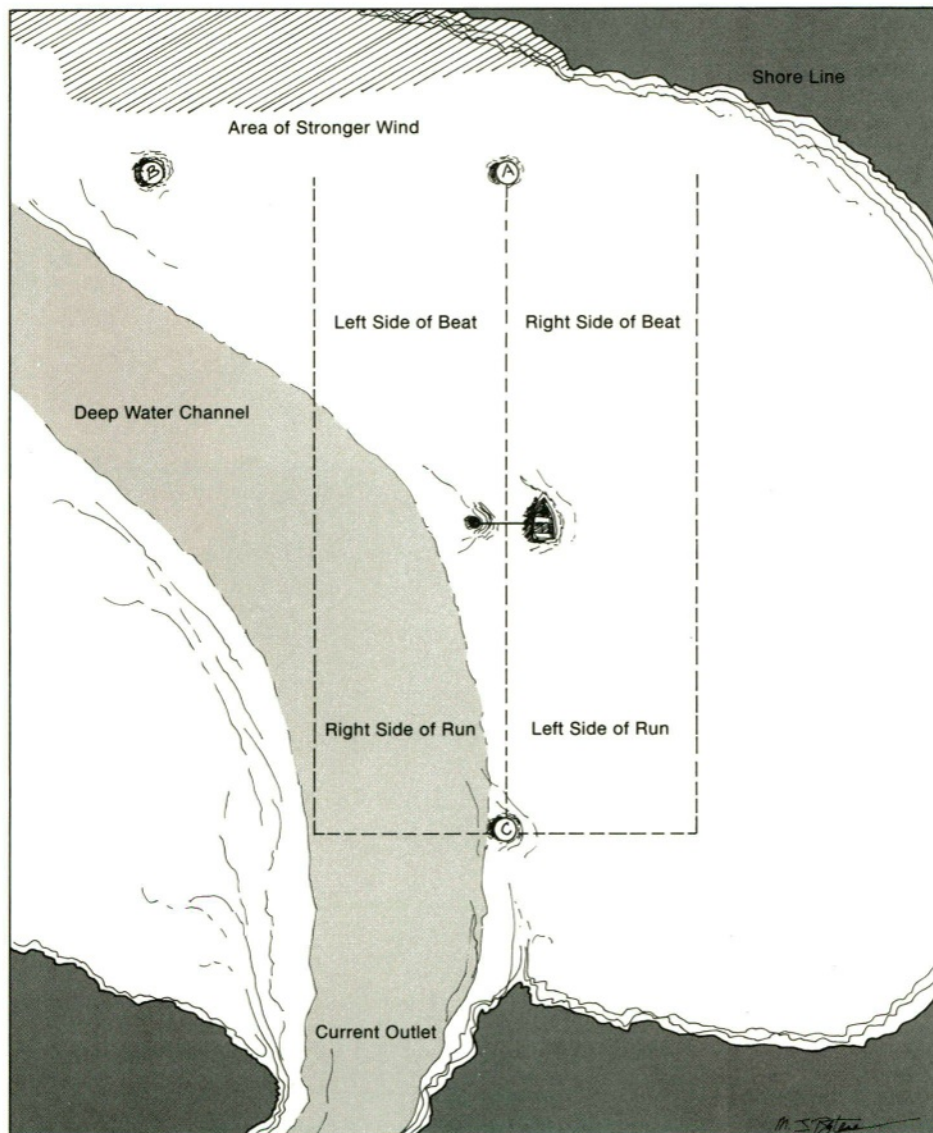 Shore Line
Area of Stronger Wind
B
A
Left Side of Beat
Right Side of Beat
Deep Water Channel
Right Side of Run
Left Side of Run
C
Current Outlet